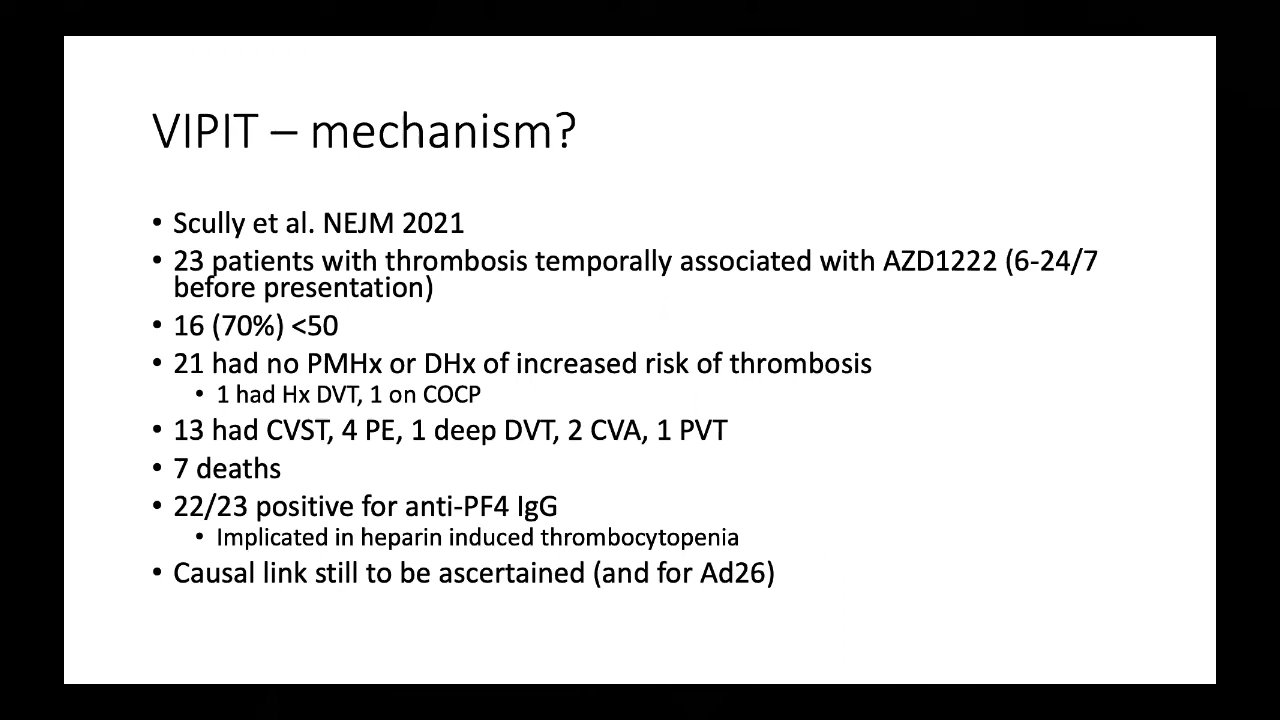 VIPIT – mechanism?
• Scully et al. NEJM 2021
• 23 patients with thrombosis temporally associated with AZD1222 (6-24/7
before presentation)
• 16 (70%) <50
• 21 had no PMHx or DHx of increased risk of thrombosis
• 1 had Hx DVT, 1 on COCP
• 13 had CVST, 4 PE, 1 deep DVT, 2 CVA, 1 PVT
• 7 deaths
• 22/23 positive for anti-PF4 IgG
• Implicated in heparin induced thrombocytopenia
• Causal link still to be ascertained (and for Ad26)